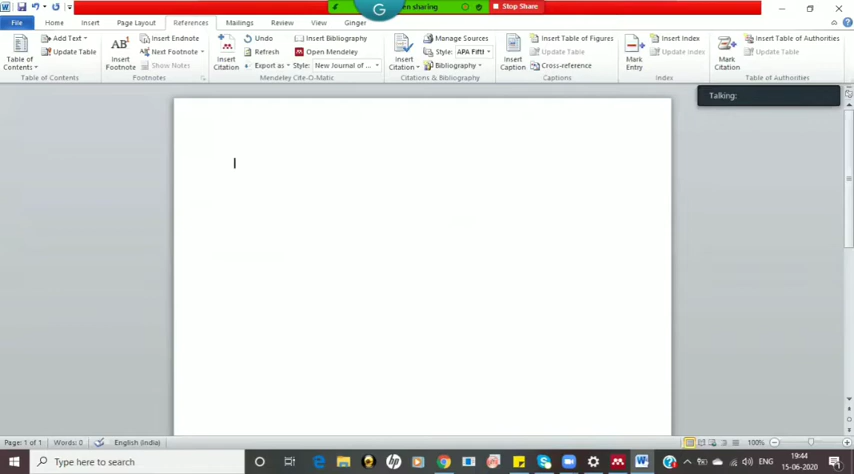 en sharing Stop Share
File Home Insert Page Layout References Mailings Review View Ginger
Table of Contents
Add Text
Update Table
Table of Contents
AB¹
Insert Footnote
Insert Endnote
Next Footnote
Show Notes
Footnotes
Insert Citation
Undo
Refresh
Export as
Insert Bibliography
Open Mendeley
Style: New Journal of...
Mendeley Cite-O-Matic
Insert Citation
Manage Sources
Style: APA Fiftl
Bibliography
Citations & Bibliography
Insert Caption
Insert Table of Figures
Update Table
Cross-reference
Captions
Mark Entry
Insert Index
Update Index
Index
Mark Citation
Insert Table of Authorities
Update Table
Table of Authorities
Talking:
Page: 1 of 1 Words: 0 English (India) 100%
Type here to search
ENG
19:44
15-06-2020